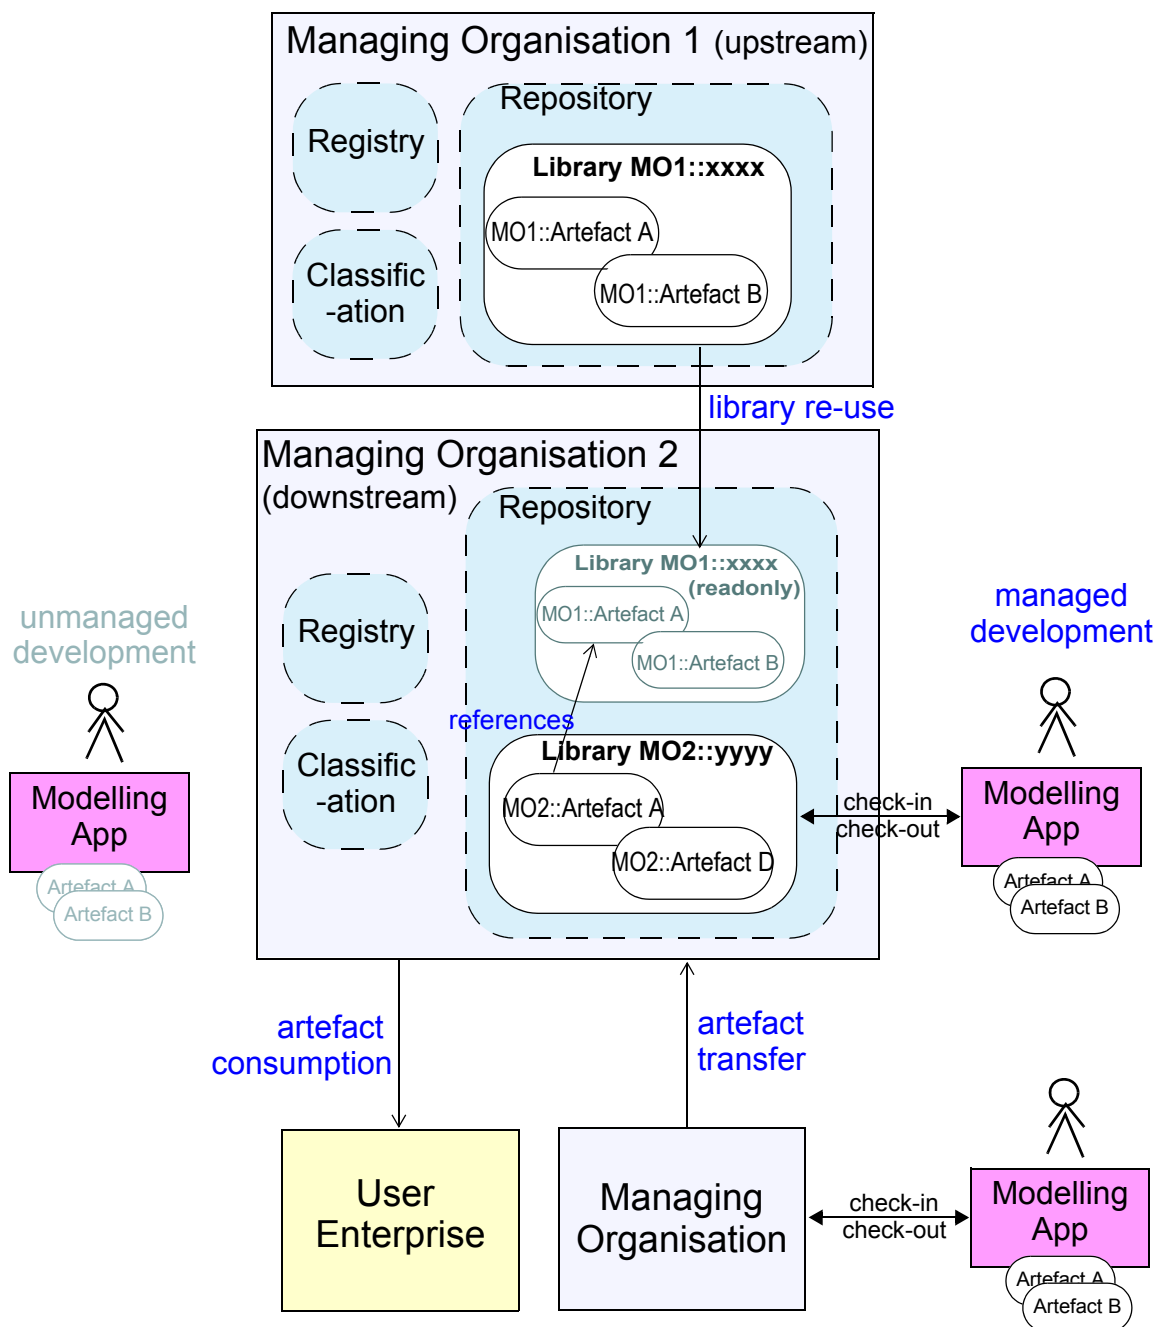 Managing Organisation 1 (upstream)
Repository
Registry
Library MO1::xxxx
MO1::Artefact A
Classific
-ation
MO1::Artefact B
library re-use
Managing Organisation 2
(downstream)
Repository
Library MO1::xxxx
(readonly)
MO1::Artefact A
MO1::Artefact B
Registry
unmanaged
development
managed
development
references
Classific
-ation
Library MO2::yyyy
MO2::Artefact A
MO2::Artefact D
Modelling
App
Artefact A
Artefact B
check-in
check-out
Modelling
App
Artefact A
Artefact B
artefact
consumption
artefact
transfer
User
Enterprise
Managing
Organisation
check-in
check-out
Modelling
App
Artefact A
Artefact B